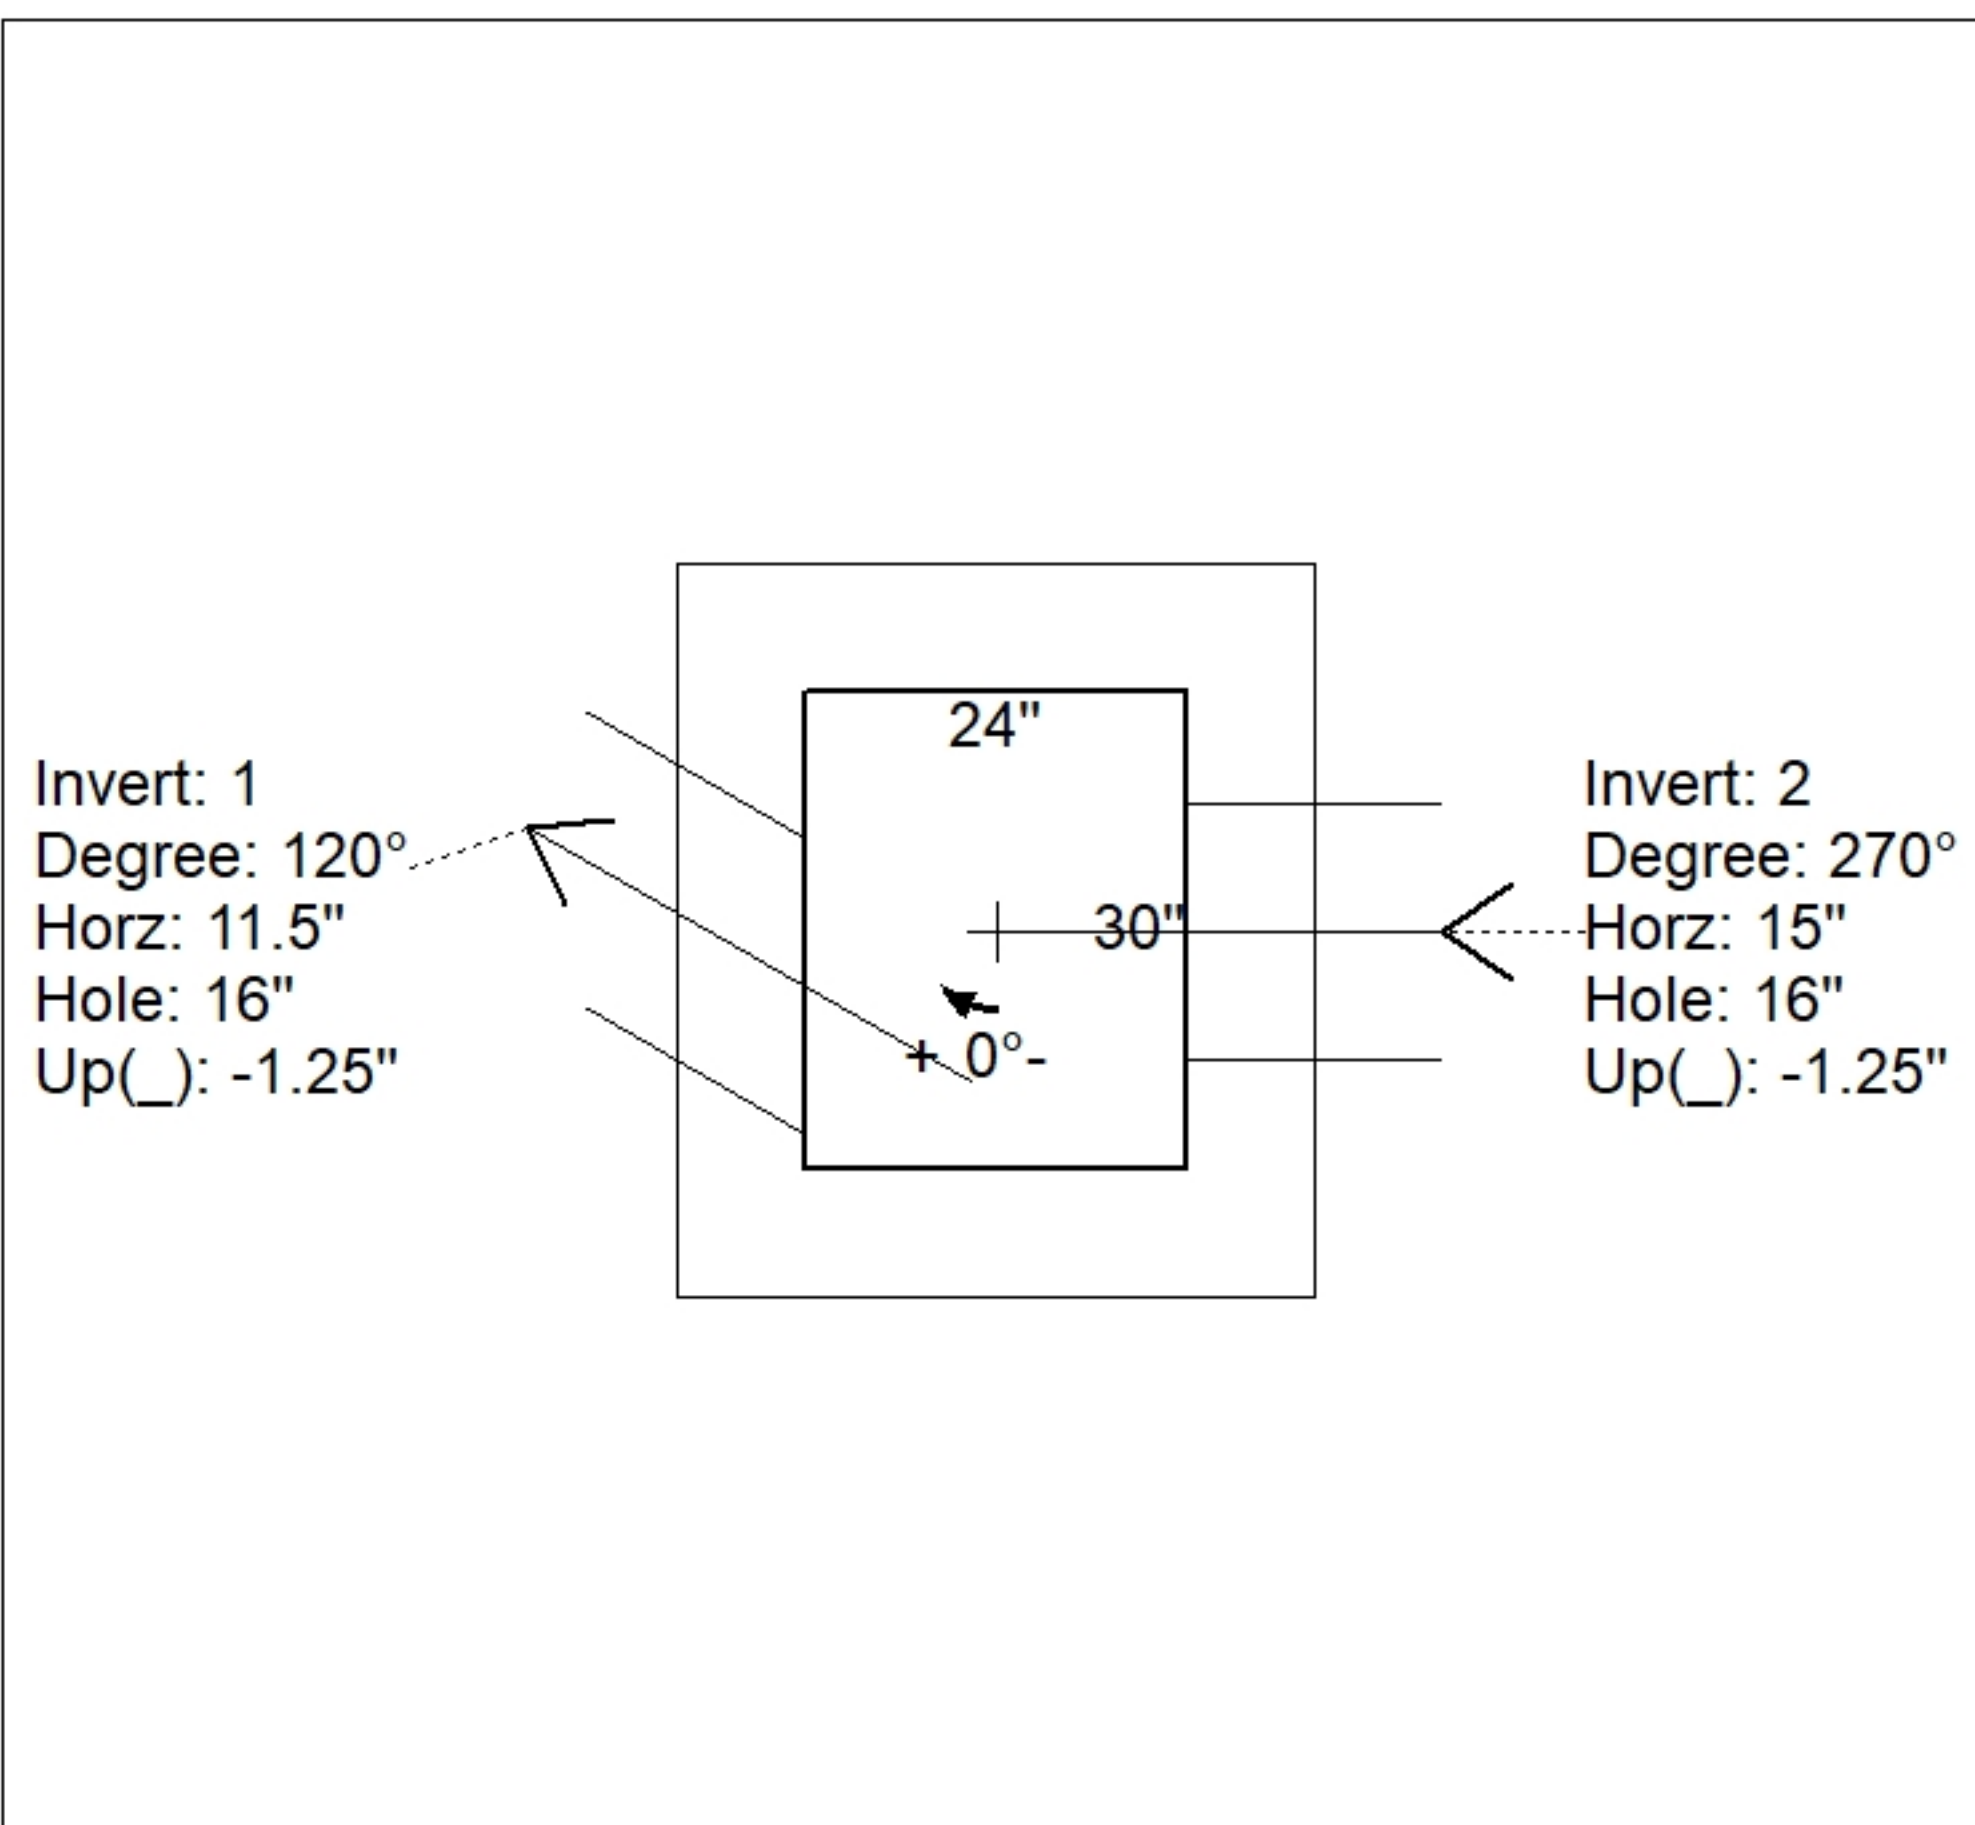 24"
Invert: 1
Degree: 120°
Horz: 11.5"
Hole: 16"
Up(_): -1.25"
30"
+ 0°-
Invert: 2
Degree: 270°
Horz: 15"
Hole: 16"
Up(_): -1.25"